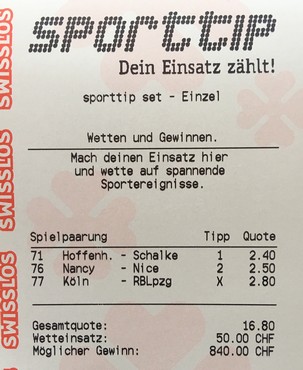 sporttip
Dein Einsatz zählt!
sporttip set - Einzel
Wetten und Gewinnen.
Mach deinen Einsatz hier
und wette auf spannende
Sportereignisse.
Spielpaarung Tipp Quote
71 Hoffenh. - Schalke 1 2.40
76 Nancy - Nice 2 2.50
77 Köln - RBLpzg X 2.80
Gesamtquote: 16.80
Wetteinsatz: 50.00 CHF
Möglicher Gewinn: 840.00 CHF
SWISSLOS
SWISSLOS
SWISSLOS